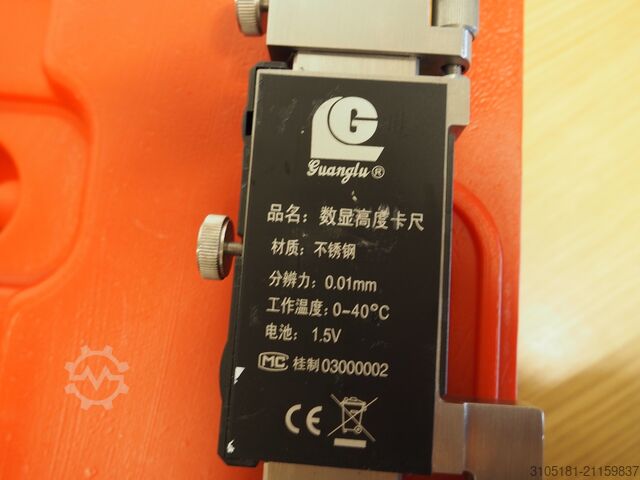 G
Guanglu®
品名：数显高度卡尺
材质：不锈钢
分辨力：0.01mm
工作温度：0-40°C
电池：1.5V
MC 桂制03000002
CE
3105181-21159837